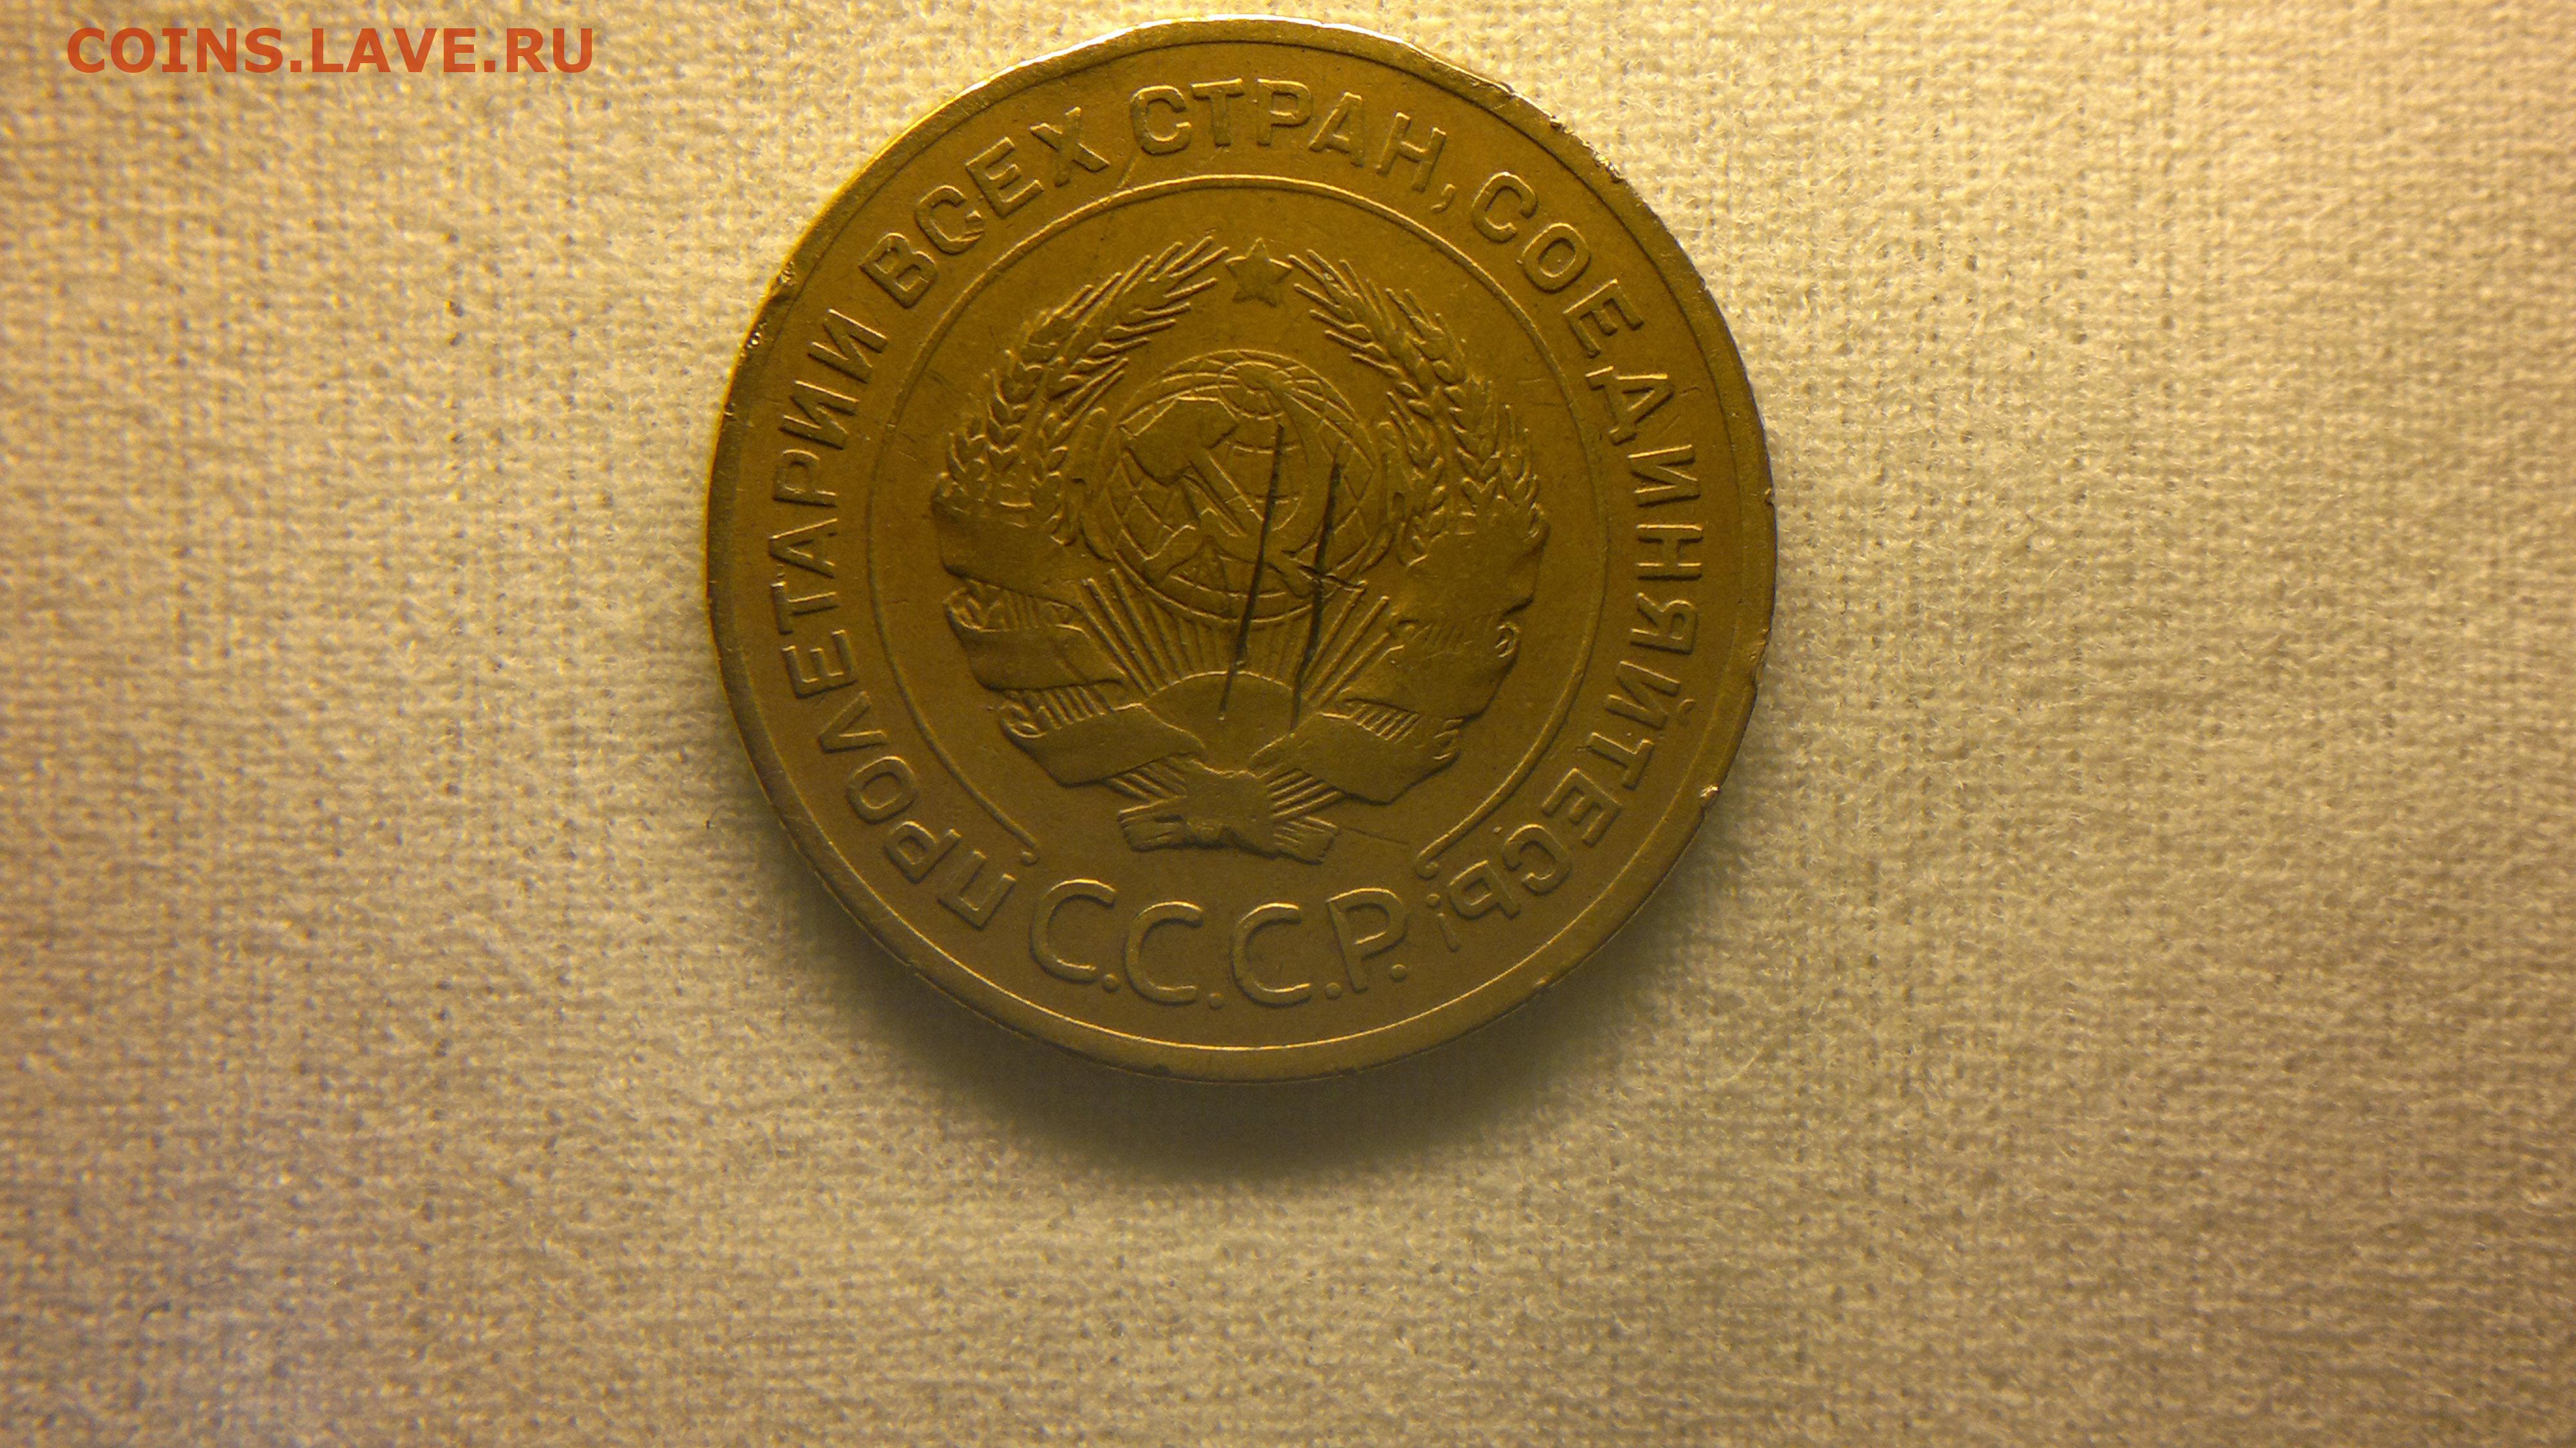 COINS.LAVE.RU
ПРОЛЕТАРИИ ВСЕХ СТРАН, СОЕДИНЯЙТЕСЬ!
С.С.С.Р.